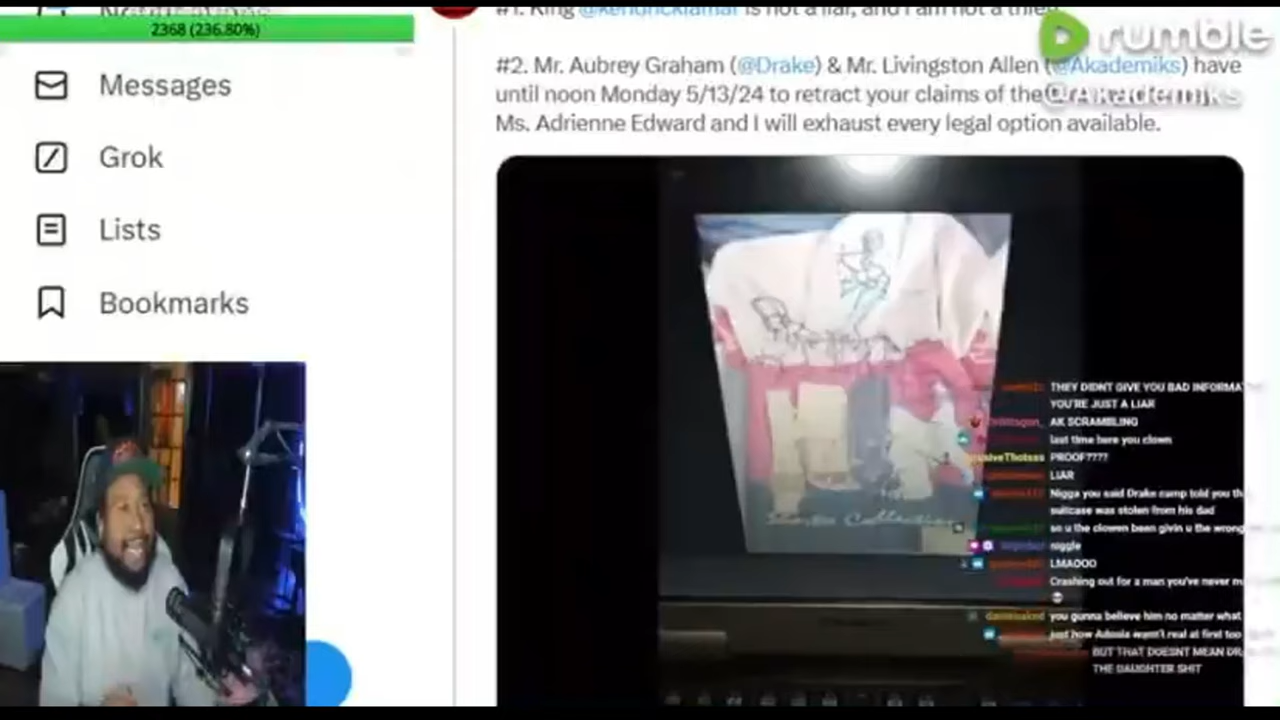 2368 (236.80%)
#1. King @kendricklamar is not a liar, and I am not a thief.
rumble
@Akademiks
#2. Mr. Aubrey Graham (@Drake) & Mr. Livingston Allen (@Akademiks) have
until noon Monday 5/13/24 to retract your claims of the
Ms. Adrienne Edward and I will exhaust every legal option available.
Notifications
Messages
Grok
Lists
Bookmarks
THEY DIDNT GIVE YOU BAD
YOU'RE JUST A LIAR
AK SCRAMBLING
last time here you clown
PROOF????
LIAR
Nigga you said Drake camp told you
suitcase was stolen from his dad
so u the clown been givin u the wrong
niggle
LMAOOO
Crashing out for a man you've never
you gunna believe him no matter what
just how Adonis wasn't real at first too
BUT THAT DOESNT MEAN
THE DAUGHTER SHIT